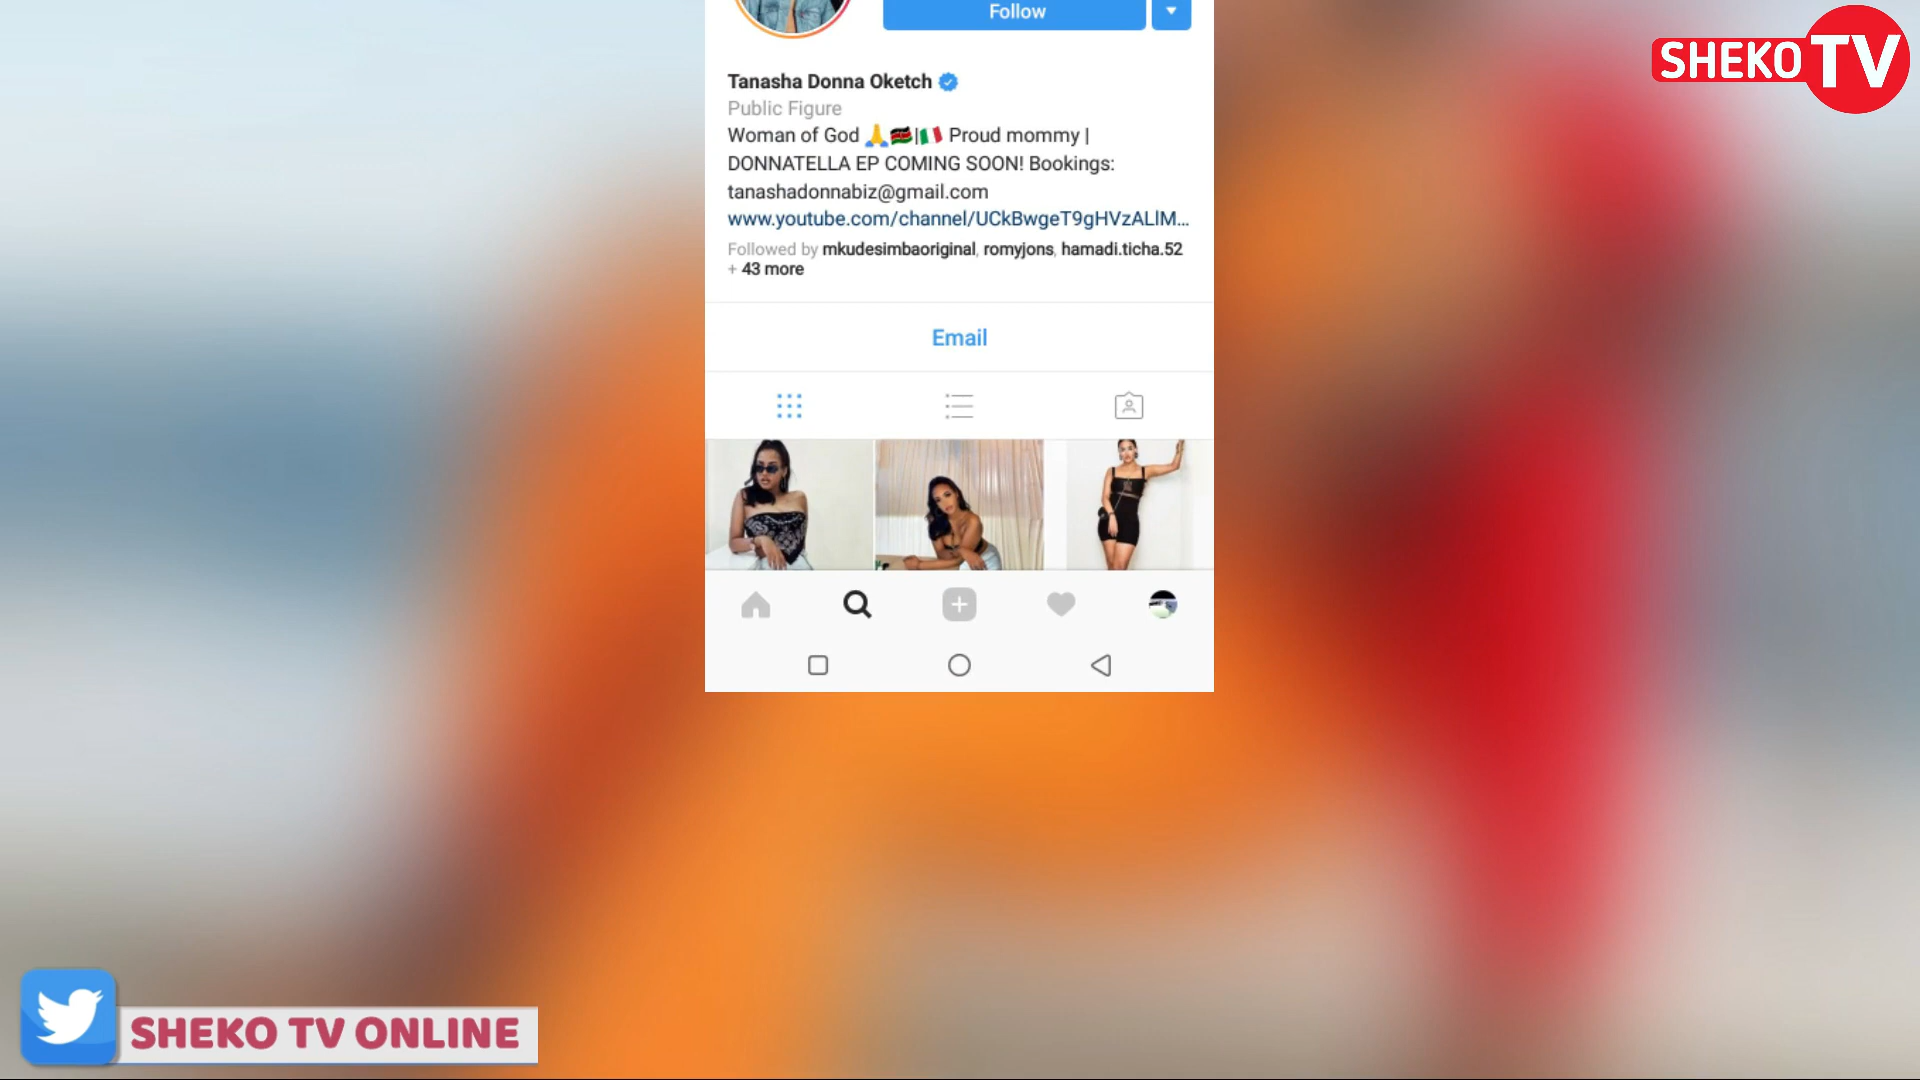 Follow
SHEKO TV
Tanasha Donna Oketch
Public Figure
Woman of God 🙏🇰🇪|🇮🇹 Proud mommy |
DONNATELLA EP COMING SOON! Bookings:
tanashadonnabiz@gmail.com
www.youtube.com/channel/UCkBwgeT9gHVzALlM...
Followed by mkudesimbaoriginal, romyjons, hamadi.ticha.52
+ 43 more
Email
SHEKO TV ONLINE